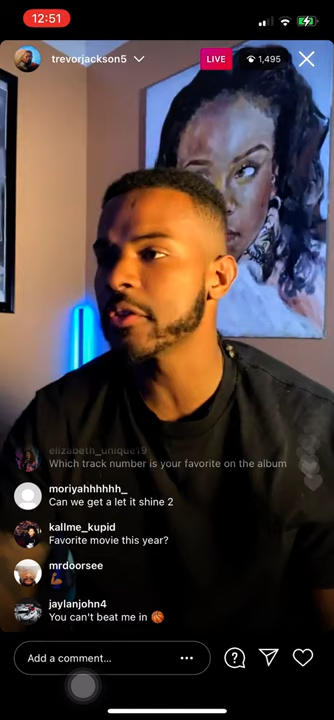 12:51
trevorjackson5
LIVE
1,495
elizabeth_unique19
Which track number is your favorite on the album
moriyahhhhhh_
Can we get a let it shine 2
kallme_kupid
Favorite movie this year?
mrdoorsee
jaylanjohn4
You can't beat me in 🏀
Add a comment...